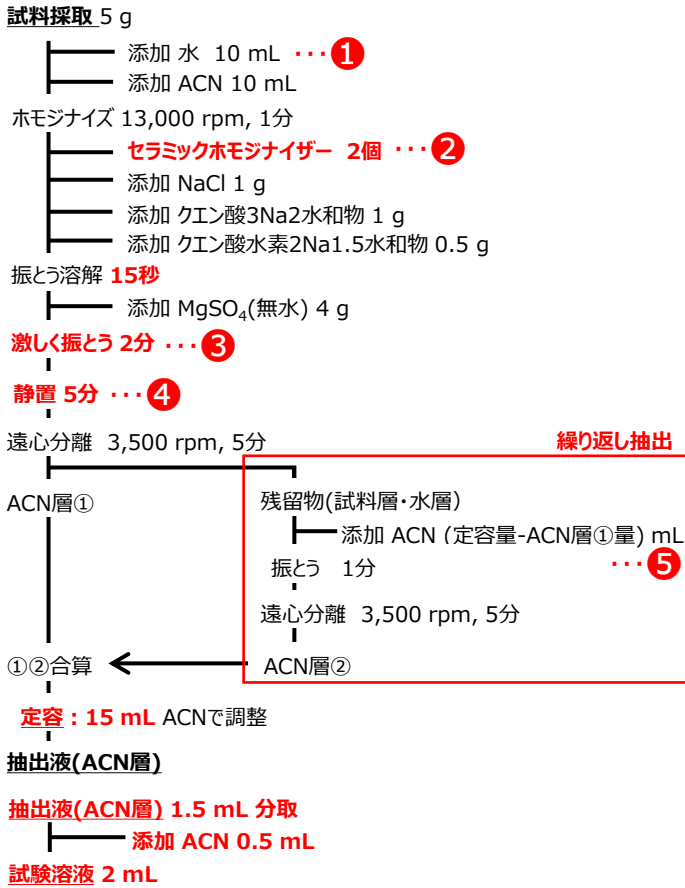 試料採取 5 g
添加 水 10 mL ・・・❶
添加 ACN 10 mL
ホモジナイズ 13,000 rpm, 1分
セラミックホモジナイザー 2個 ・・・❷
添加 NaCl 1 g
添加 クエン酸3Na2水和物 1 g
添加 クエン酸水素2Na1.5水和物 0.5 g
振とう溶解 15秒
添加 MgSO₄(無水) 4 g
激しく振とう 2分 ・・・❸
静置 5分 ・・・❹
遠心分離 3,500 rpm, 5分
繰り返し抽出
ACN層①
残留物(試料層・水層）
添加 ACN (定容量-ACN層①量) mL
振とう 1分
・・・❺
遠心分離 3,500 rpm, 5分
①②合算
ACN層②
定容：15 mL ACNで調整
抽出液(ACN層)
抽出液(ACN層) 1.5 mL 分取
添加 ACN 0.5 mL
試験溶液 2 mL